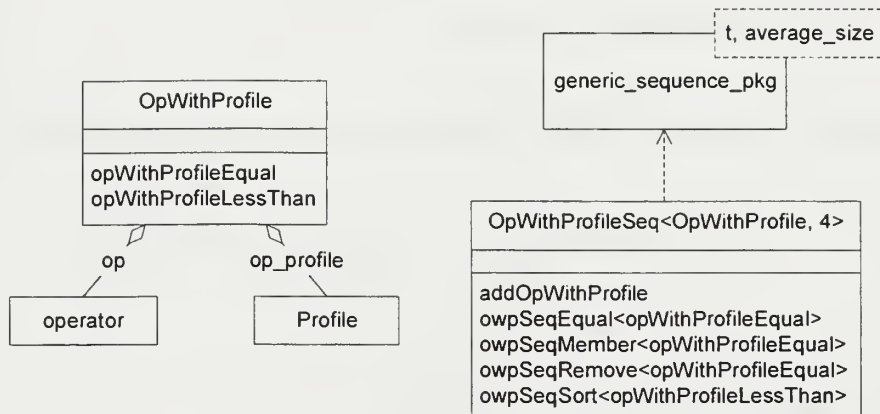 OpWithProfile
opWithProfileEqual
opWithProfileLessThan
op
op_profile
operator
Profile
t, average_size
generic_sequence_pkg
OpWithProfileSeq<OpWithProfile, 4>
addOpWithProfile
owpSeqEqual<opWithProfileEqual>
owpSeqMember<opWithProfileEqual>
owpSeqRemove<opWithProfileEqual>
owpSeqSort<opWithProfileLessThan>